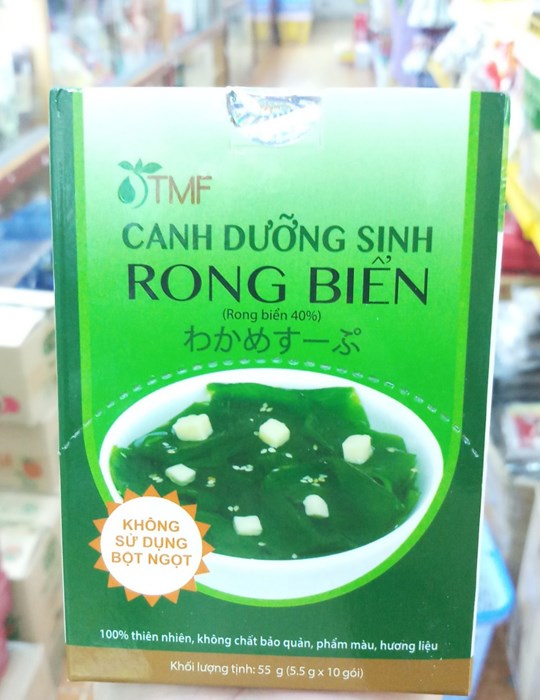 TMF
CANH DƯỠNG SINH
RONG BIỂN
(Rong biển 40%)
わかめすーぷ
KHÔNG
SỬ DỤNG
BỘT NGỌT
100% thiên nhiên, không chất bảo quản, phẩm màu, hương liệu
Khối lượng tịnh: 55 g (5.5 g x 10 gói)